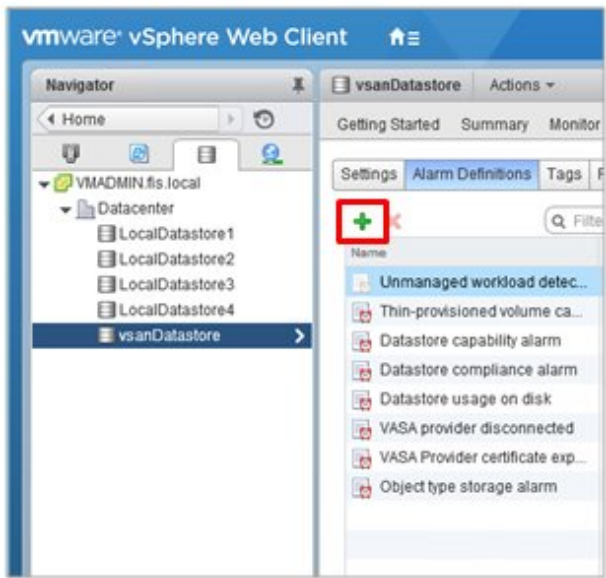 vmware® vSphere Web Client
Navigator
Home
VMADMIN.fis.local
Datacenter
LocalDatastore1
LocalDatastore2
LocalDatastore3
LocalDatastore4
vsanDatastore
vsanDatastore Actions
Getting Started Summary Monitor
Settings Alarm Definitions Tags F
Filte
Name
Unmanaged workload detec...
Thin-provisioned volume ca...
Datastore capability alarm
Datastore compliance alarm
Datastore usage on disk
VASA provider disconnected
VASA Provider certificate exp...
Object type storage alarm